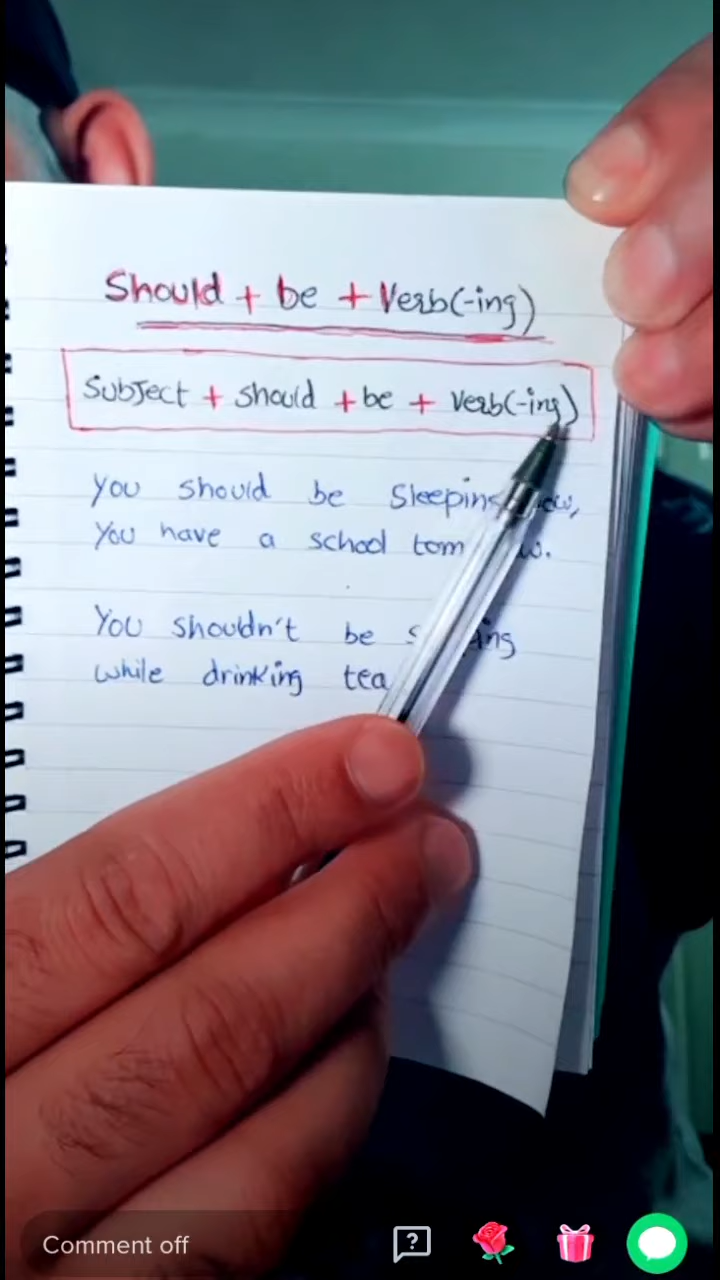 Should + be + Verb(-ing)
Subject + should + be + Verb(-ing)
You should be
You have a school
You shouldn't be
while drinking tea
Comment off